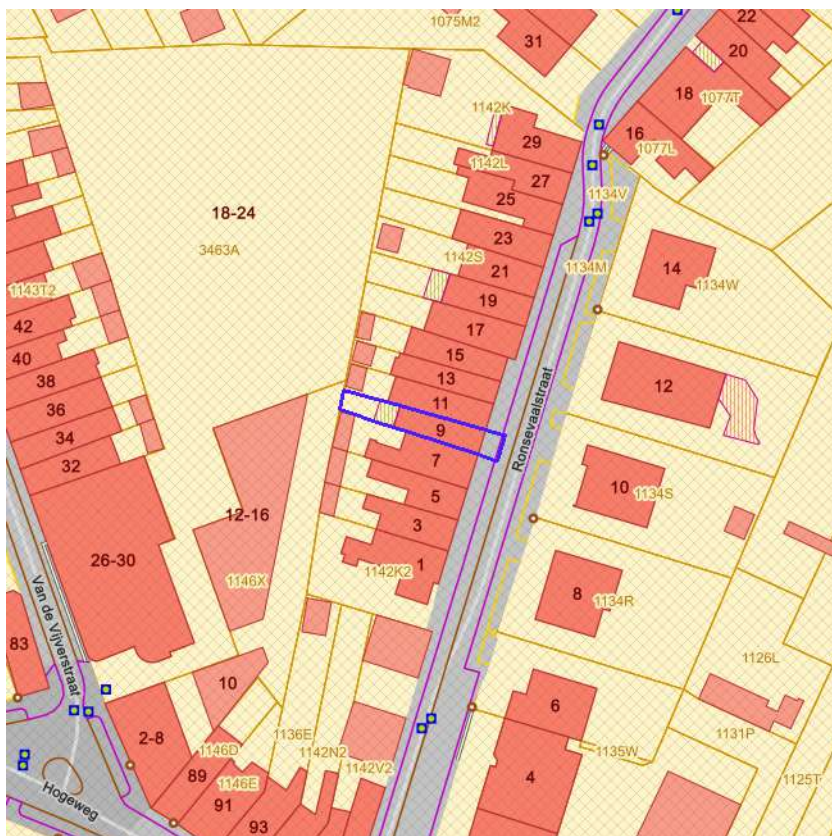 1075M2
22
31
20
18
1077T
1142K
16
29
1077L
1142L
27
25
1134V
18-24
23
3463A
1142S
21
1134M
14
1134W
1143T2
19
42
17
40
15
38
13
12
36
11
34
9
Ronsevaalstraat
32
7
10
1134S
5
12-16
3
26-30
1
1142K2
1146X
8
1134R
Van de Vijverstraat
83
1126L
10
6
2-8
1136E
1131P
1146D
1142N2
1135W
89
1146E
1142V2
4
1125T
Hogeweg
91
93